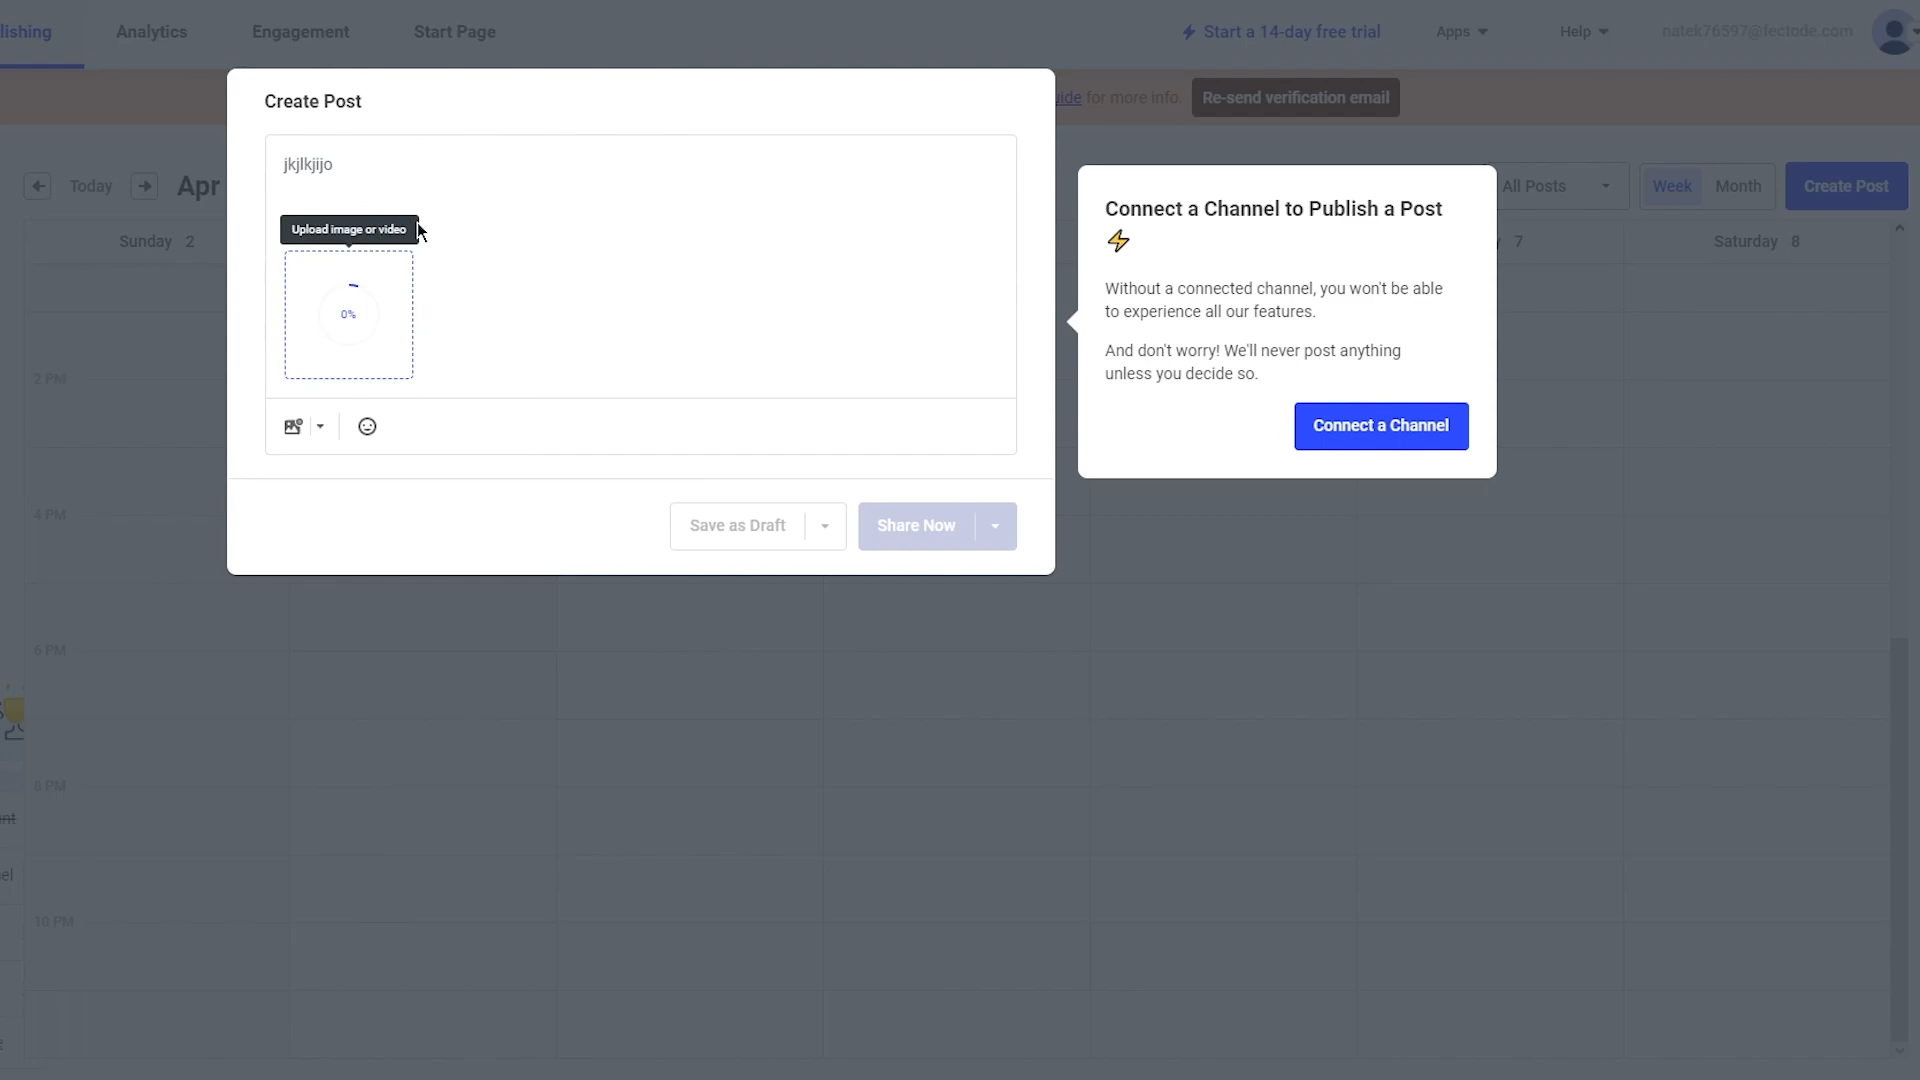 lishing
Analytics
Engagement
Start Page
Start a 14-day free trial
Apps
Help
natek76597@fectode.com
uide for more info.
Re-send verification email
Create Post
jkjlkjijo
Upload image or video
0%
Save as Draft
Share Now
Connect a Channel to Publish a Post
Without a connected channel, you won't be able
to experience all our features.
And don't worry! We'll never post anything
unless you decide so.
Connect a Channel
Today
Apr
All Posts
Week
Month
Create Post
Sunday 2
7
Saturday 8
2 PM
4 PM
6 PM
8 PM
10 PM